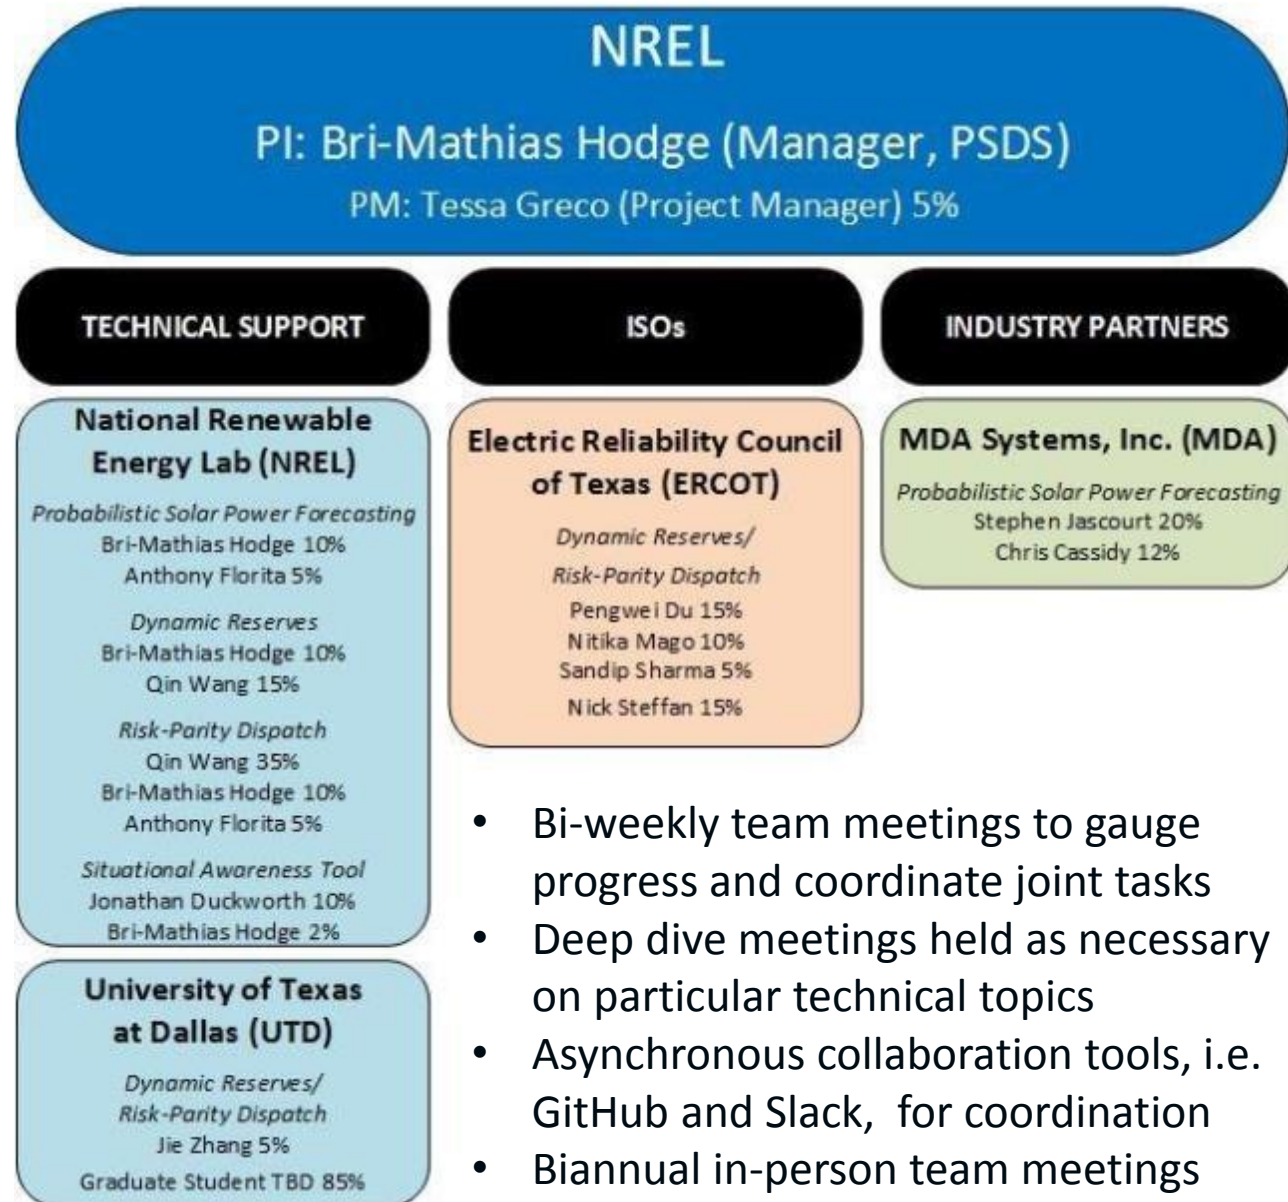 NREL
PI: Bri-Mathias Hodge (Manager, PSDS)
PM: Tessa Greco (Project Manager) 5%
TECHNICAL SUPPORT
National Renewable
Energy Lab (NREL)
Probabilistic Solar Power Forecasting
Bri-Mathias Hodge 10%
Anthony Florita 5%
Dynamic Reserves
Bri-Mathias Hodge 10%
Qin Wang 15%
Risk-Parity Dispatch
Qin Wang 35%
Bri-Mathias Hodge 10%
Anthony Florita 5%
Situational Awareness Tool
Jonathan Duckworth 10%
Bri-Mathias Hodge 2%
University of Texas
at Dallas (UTD)
Dynamic Reserves/
Risk-Parity Dispatch
Jie Zhang 5%
Graduate Student TBD 85%
ISOs
Electric Reliability Council
of Texas (ERCOT)
Dynamic Reserves/
Risk-Parity Dispatch
Pengwei Du 15%
Nitika Mago 10%
Sandip Sharma 5%
Nick Steffan 15%
INDUSTRY PARTNERS
MDA Systems, Inc. (MDA)
Probabilistic Solar Power Forecasting
Stephen Jascourt 20%
Chris Cassidy 12%
• Bi-weekly team meetings to gauge
progress and coordinate joint tasks
• Deep dive meetings held as necessary
on particular technical topics
• Asynchronous collaboration tools, i.e.
GitHub and Slack, for coordination
• Biannual in-person team meetings